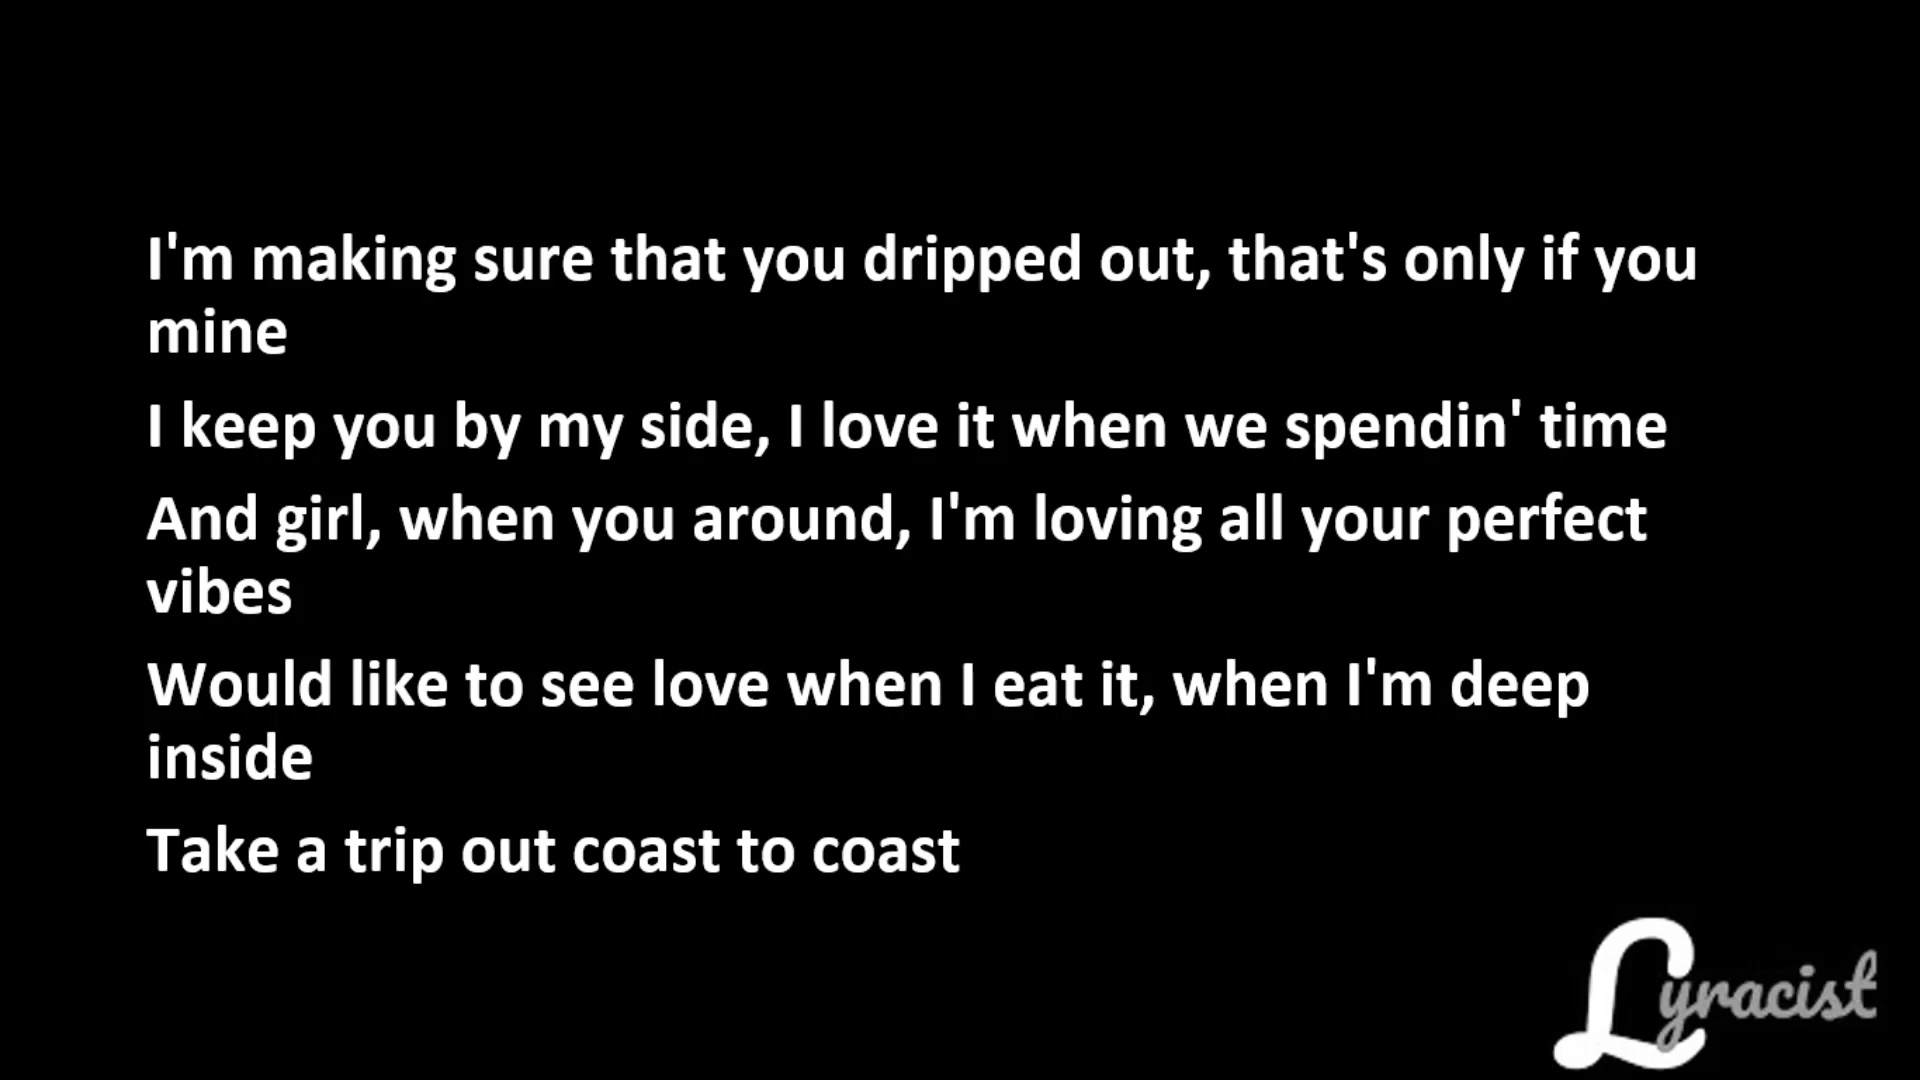 I'm making sure that you dripped out, that's only if you
mine
I keep you by my side, I love it when we spendin' time
And girl, when you around, I'm loving all your perfect
vibes
Would like to see love when I eat it, when I'm deep
inside
Take a trip out coast to coast
Lyracist